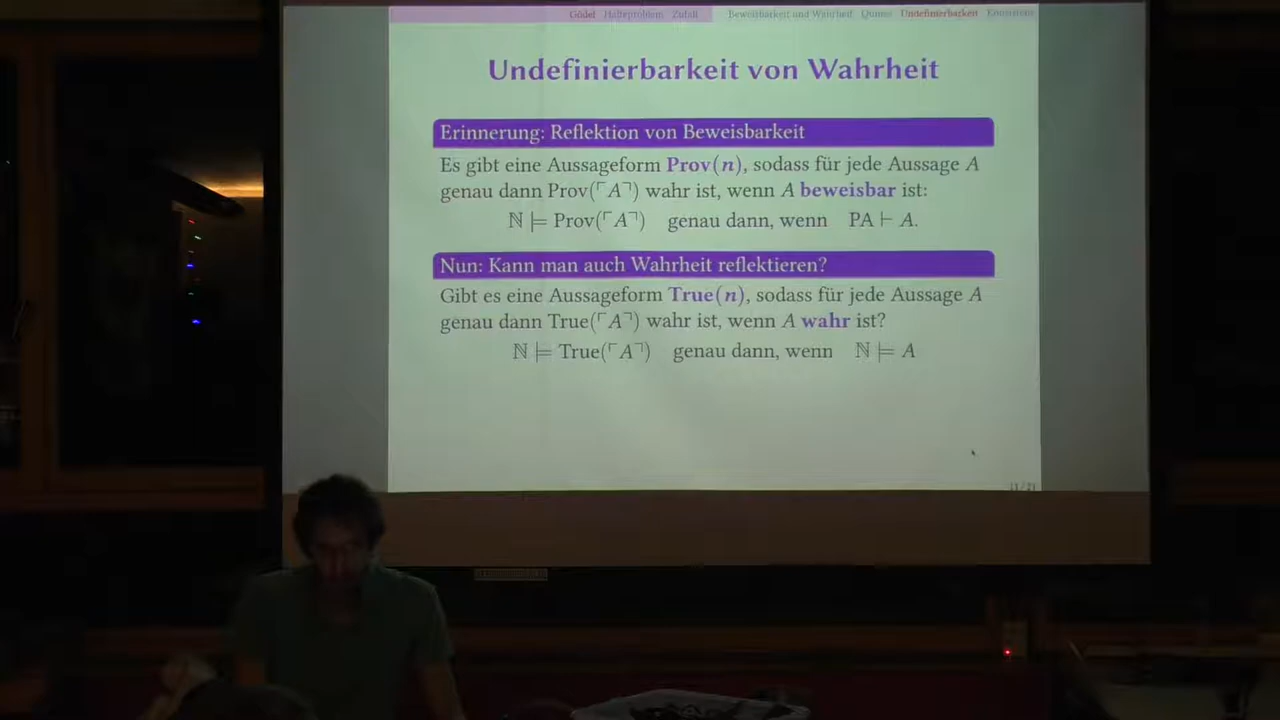 Gödel Halteproblem Zufall Beweisbarkeit und Wahrheit Quines Undefinierbarkeit Konsistenz
Undefinierbarkeit von Wahrheit
Erinnerung: Reflektion von Beweisbarkeit
Es gibt eine Aussageform Prov(n), sodass für jede Aussage A
genau dann Prov(⌜A⌝) wahr ist, wenn A beweisbar ist:
ℕ ⊨ Prov(⌜A⌝) genau dann, wenn PA ⊢ A.
Nun: Kann man auch Wahrheit reflektieren?
Gibt es eine Aussageform True(n), sodass für jede Aussage A
genau dann True(⌜A⌝) wahr ist, wenn A wahr ist?
ℕ ⊨ True(⌜A⌝) genau dann, wenn ℕ ⊨ A
11/21